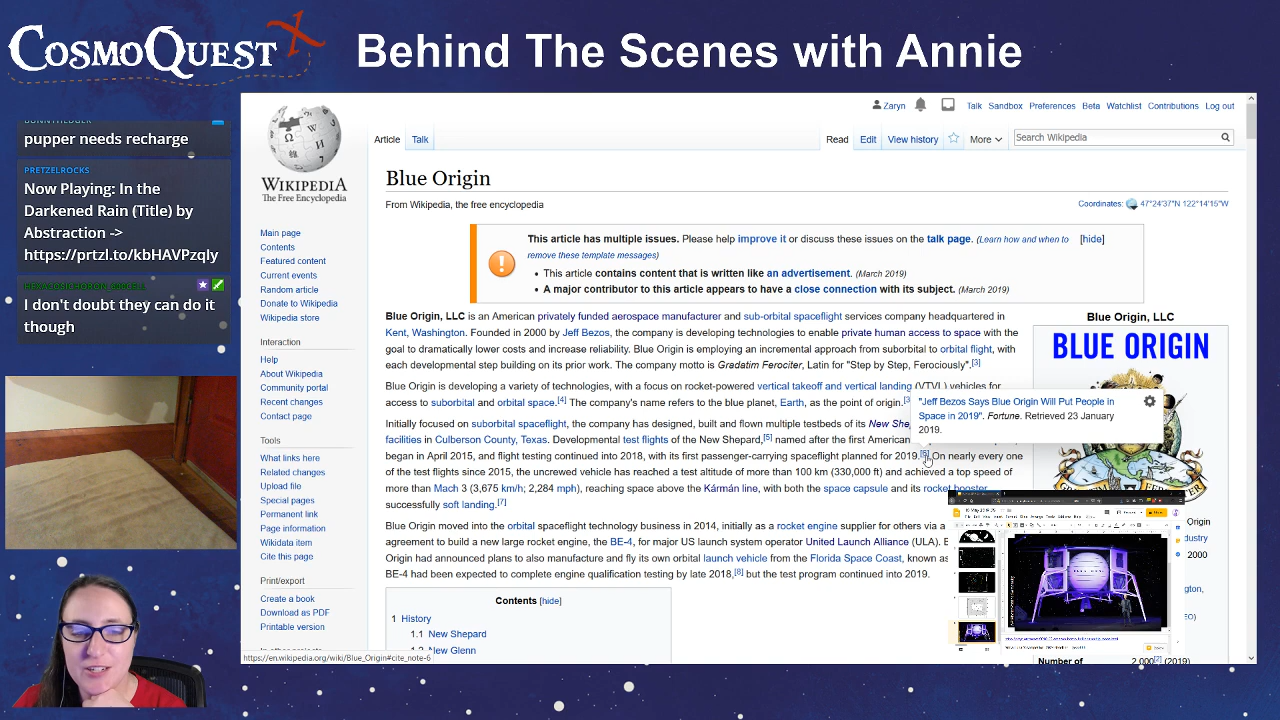 CosmoQuest X
Behind The Scenes with Annie
pupper needs recharge
PRETZELROCKS
Now Playing: In the
Darkened Rain (Title) by
Abstraction ->
https://prtzl.to/kbHAVPzqly
I don't doubt they can do it
though
WIKIPEDIA
The Free Encyclopedia
Main page
Contents
Featured content
Current events
Random article
Donate to Wikipedia
Wikipedia store
Interaction
Help
About Wikipedia
Community portal
Recent changes
Contact page
Tools
What links here
Related changes
Upload file
Special pages
Permanent link
Page information
Wikidata item
Cite this page
Print/export
Create a book
Download as PDF
Printable version
Zaryn Talk Sandbox Preferences Beta Watchlist Contributions Log out
Article Talk Read Edit View history More Search Wikipedia
Blue Origin
From Wikipedia, the free encyclopedia
Coordinates: 47°24′37″N 122°14′15″W
This article has multiple issues. Please help improve it or discuss these issues on the talk page. (Learn how and when to [hide]
remove these template messages)
• This article contains content that is written like an advertisement. (March 2019)
• A major contributor to this article appears to have a close connection with its subject. (March 2019)
Blue Origin, LLC is an American privately funded aerospace manufacturer and sub-orbital spaceflight services company headquartered in
Kent, Washington. Founded in 2000 by Jeff Bezos, the company is developing technologies to enable private human access to space with the
goal to dramatically lower costs and increase reliability. Blue Origin is employing an incremental approach from suborbital to orbital flight, with
each developmental step building on its prior work. The company motto is Gradatim Ferociter, Latin for "Step by Step, Ferociously".[3]
Blue Origin is developing a variety of technologies, with a focus on rocket-powered vertical takeoff and vertical landing (VTVL) vehicles for
access to suborbital and orbital space.[4] The company's name refers to the blue planet, Earth, as the point of origin.[3
Initially focused on suborbital spaceflight, the company has designed, built and flown multiple testbeds of its New She
facilities in Culberson County, Texas. Developmental test flights of the New Shepard,[5] named after the first American
began in April 2015, and flight testing continued into 2018, with its first passenger-carrying spaceflight planned for 2019.[6] On nearly every one
of the test flights since 2015, the uncrewed vehicle has reached a test altitude of more than 100 km (330,000 ft) and achieved a top speed of
more than Mach 3 (3,675 km/h; 2,284 mph), reaching space above the Kármán line, with both the space capsule and its rocket booster
successfully soft landing.[7]
Blue Origin moved into the orbital spaceflight technology business in 2014, initially as a rocket engine supplier for others via a
agreement to build a new large rocket engine, the BE-4, for major US launch system operator United Launch Alliance (ULA). B
Origin had announced plans to also manufacture and fly its own orbital launch vehicle from the Florida Space Coast, known as
BE-4 had been expected to complete engine qualification testing by late 2018,[8] but the test program continued into 2019.
"Jeff Bezos Says Blue Origin Will Put People in
Space in 2019". Fortune. Retrieved 23 January
2019.
Blue Origin, LLC
BLUE ORIGIN
Origin
dustry
2000
ngton,
EO)
Number of 2,000[2] (2019)
Contents [hide]
1 History
1.1 New Shepard
1.2 New Glenn
https://en.wikipedia.org/wiki/Blue_Origin#cite_note-6